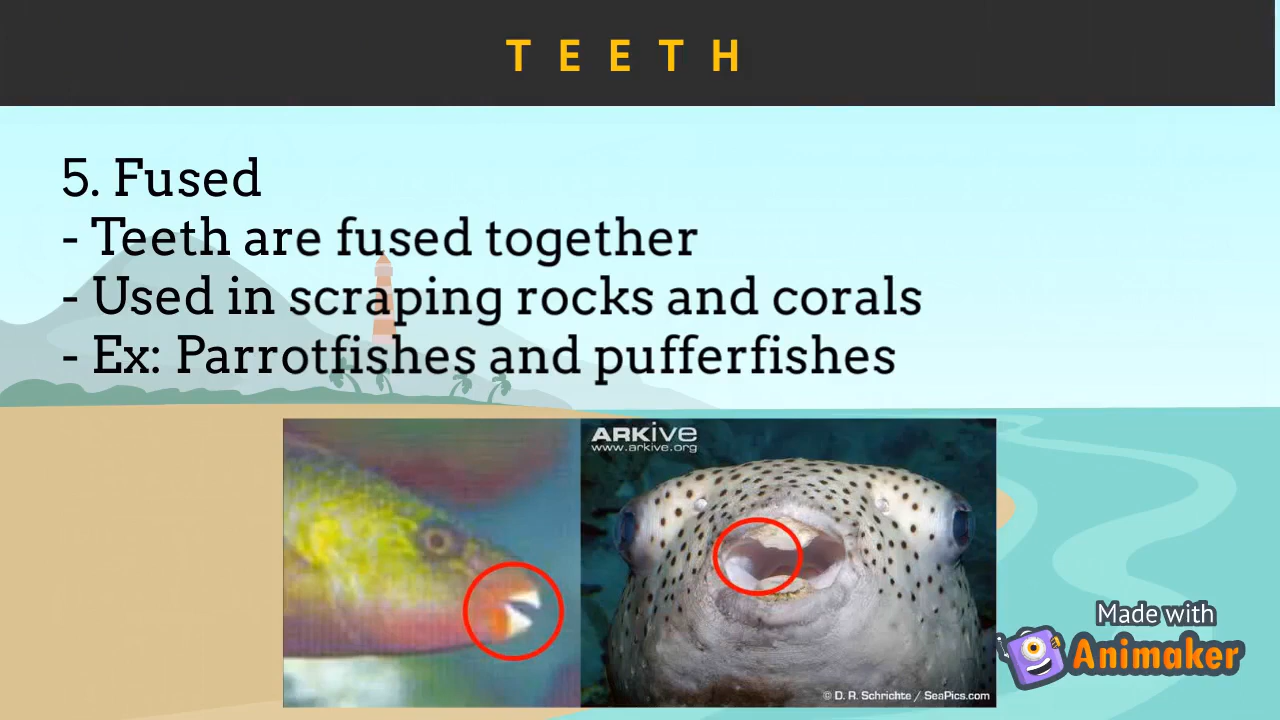 TEETH
5. Fused
- Teeth are fused together
- Used in scraping rocks and corals
- Ex: Parrotfishes and pufferfishes
ARKive
www.arkive.org
© D. R. Schrichte / SeaPics.com
Made with
Animaker